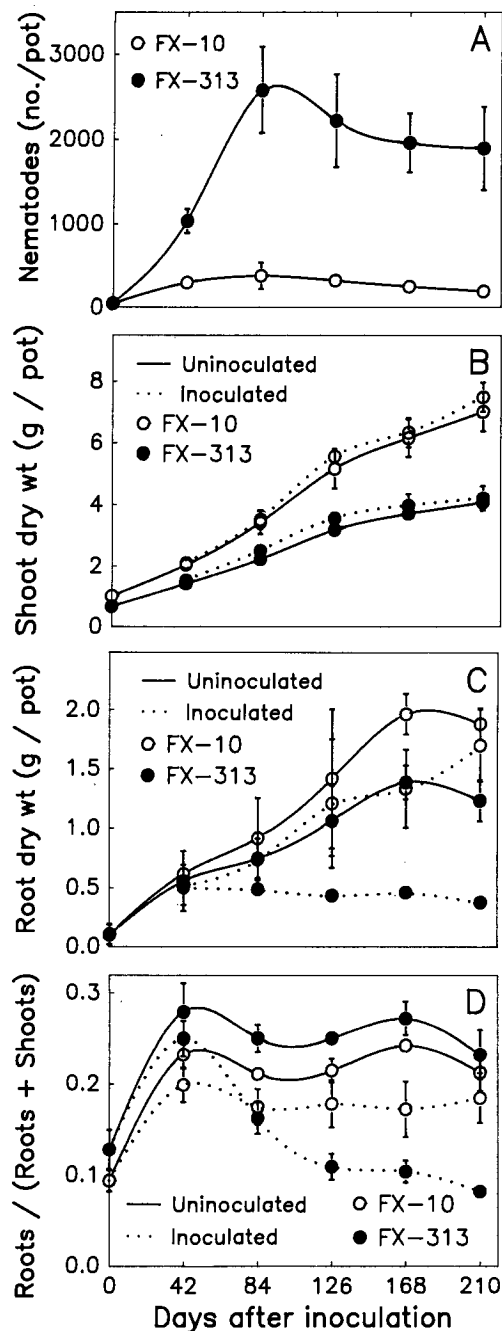 A
FX-10
FX-313
3000
2000
1000
0
Nematodes (no./pot)
B
Uninoculated
Inoculated
FX-10
FX-313
8
6
4
2
0
Shoot dry wt (g / pot)
C
Uninoculated
Inoculated
FX-10
FX-313
2.0
1.5
1.0
0.5
0.0
Root dry wt (g / pot)
D
0.3
0.2
0.1
0.0
Roots / (Roots + Shoots)
Uninoculated FX-10
Inoculated FX-313
0 42 84 126 168 210
Days after inoculation